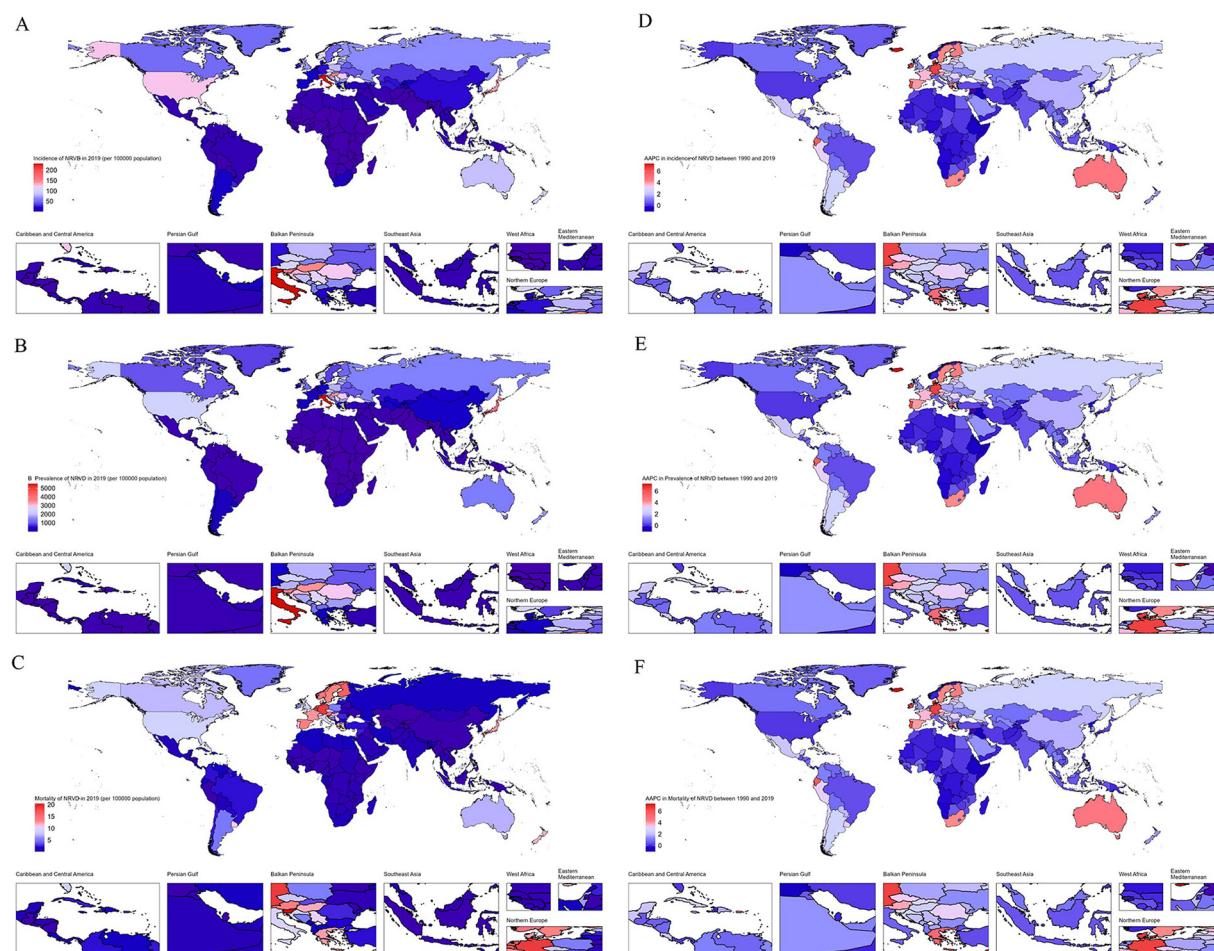 A
Incidence of NRVD in 2019 (per 100000 population)
200
150
100
50
Caribbean and Central America
Persian Gulf
Balkan Peninsula
Southeast Asia
West Africa
Eastern
Mediterranean
Northern Europe
B
B Prevalence of NRVD in 2019 (per 100000 population)
5000
4000
3000
2000
1000
Caribbean and Central America
Persian Gulf
Balkan Peninsula
Southeast Asia
West Africa
Eastern
Mediterranean
Northern Europe
C
Mortality of NRVD in 2019 (per 100000 population)
20
15
10
5
Caribbean and Central America
Persian Gulf
Balkan Peninsula
Southeast Asia
West Africa
Eastern
Mediterranean
Northern Europe
D
AAPC in incidence of NRVD between 1990 and 2019
6
4
2
0
Caribbean and Central America
Persian Gulf
Balkan Peninsula
Southeast Asia
West Africa
Eastern
Mediterranean
Northern Europe
E
AAPC in Prevalence of NRVD between 1990 and 2019
6
4
2
0
Caribbean and Central America
Persian Gulf
Balkan Peninsula
Southeast Asia
West Africa
Eastern
Mediterranean
Northern Europe
F
AAPC in Mortality of NRVD between 1990 and 2019
6
4
2
0
Caribbean and Central America
Persian Gulf
Balkan Peninsula
Southeast Asia
West Africa
Eastern
Mediterranean
Northern Europe